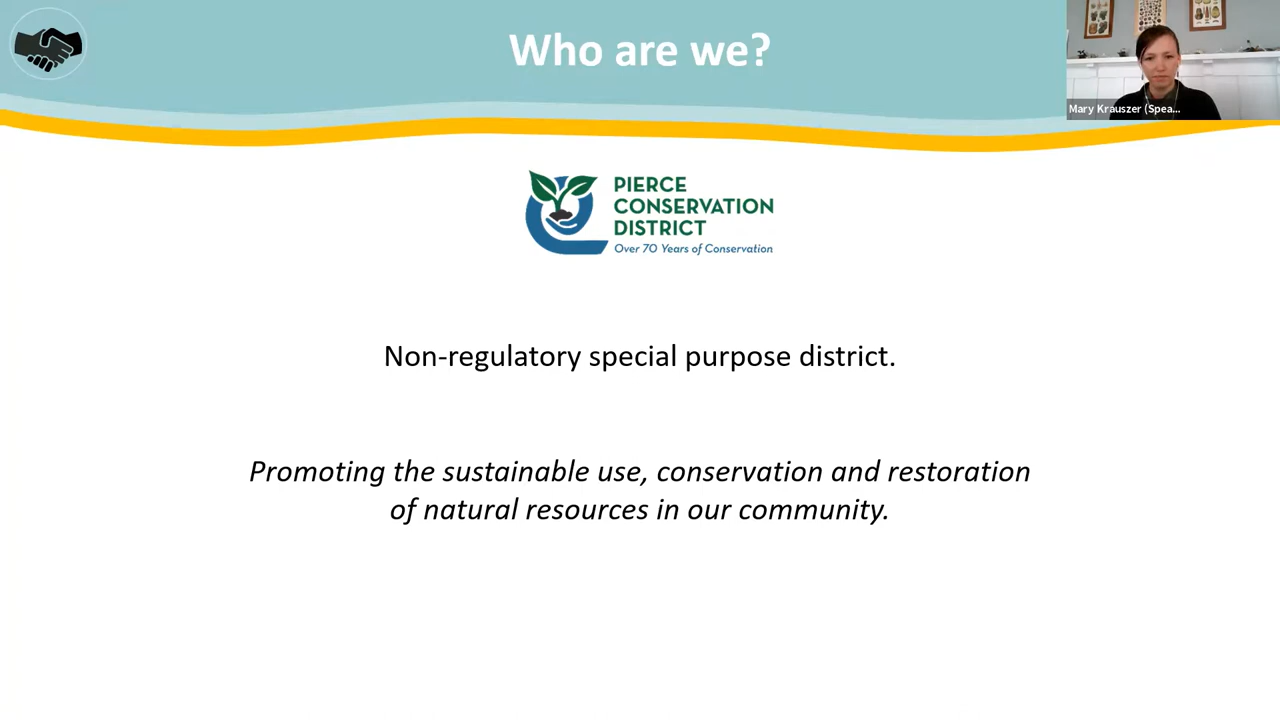 Who are we?
Mary Krauszer (Spea...
PIERCE
CONSERVATION
DISTRICT
Over 70 Years of Conservation
Non-regulatory special purpose district.
Promoting the sustainable use, conservation and restoration
of natural resources in our community.